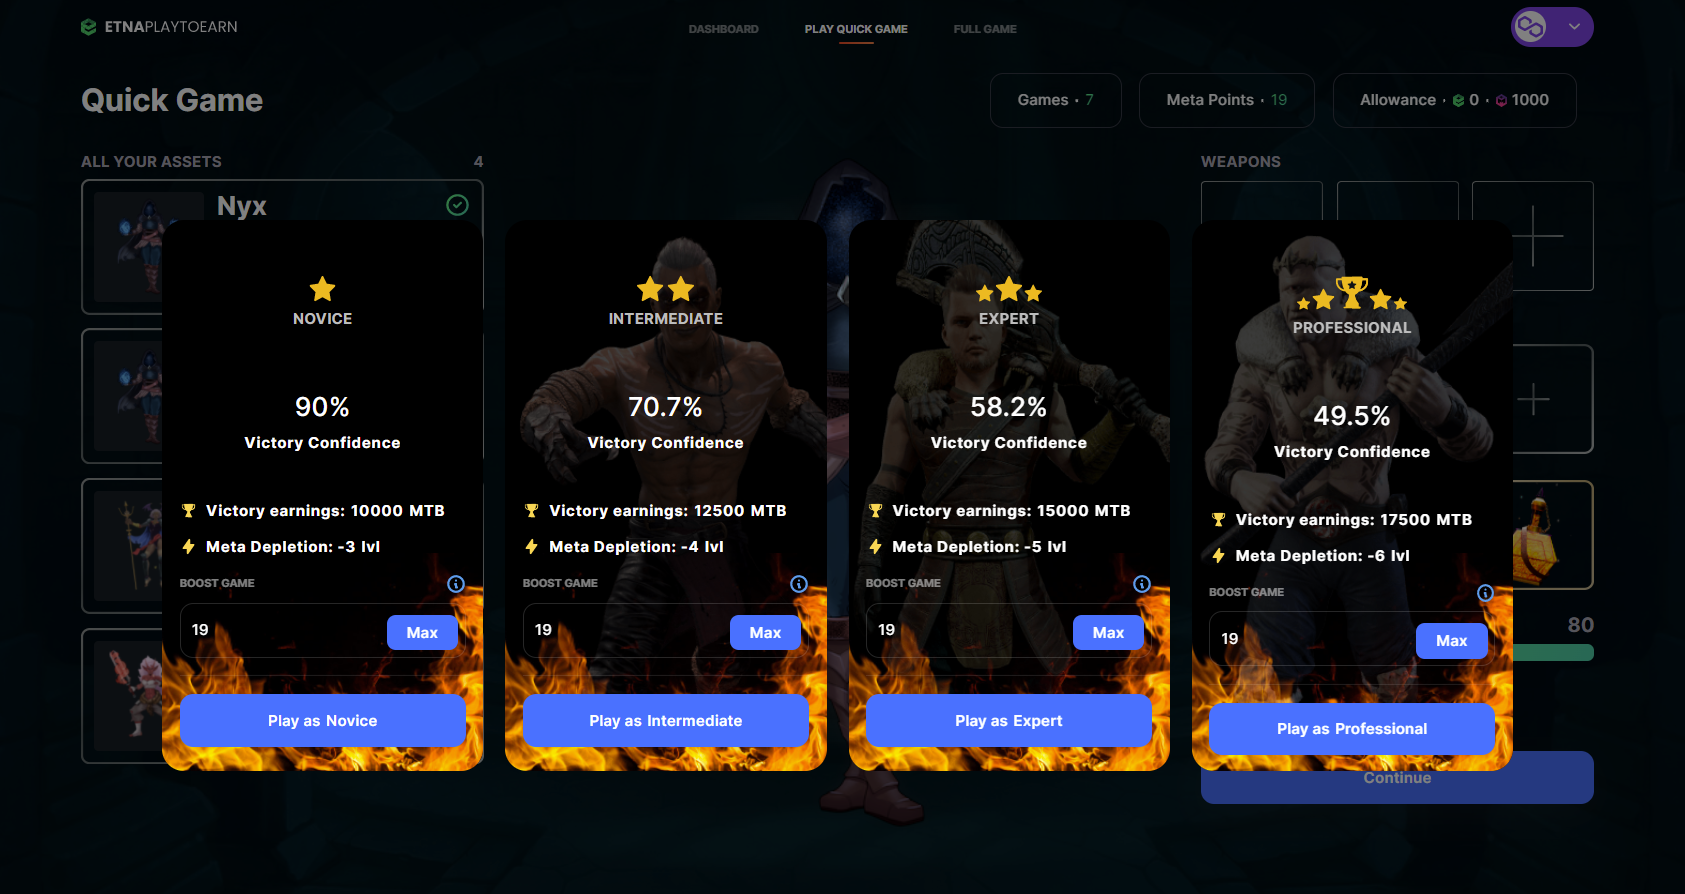 ETNAPLAYTOEARN
DASHBOARD
PLAY QUICK GAME
FULL GAME
Quick Game
Games · 7
Meta Points · 19
Allowance · 0 · 1000
ALL YOUR ASSETS
4
WEAPONS
Nyx
NOVICE
90%
Victory Confidence
Victory earnings: 10000 MTB
Meta Depletion: -3 lvl
BOOST GAME
19
Max
Play as Novice
INTERMEDIATE
70.7%
Victory Confidence
Victory earnings: 12500 MTB
Meta Depletion: -4 lvl
BOOST GAME
19
Max
Play as Intermediate
EXPERT
58.2%
Victory Confidence
Victory earnings: 15000 MTB
Meta Depletion: -5 lvl
BOOST GAME
19
Max
Play as Expert
PROFESSIONAL
49.5%
Victory Confidence
Victory earnings: 17500 MTB
Meta Depletion: -6 lvl
BOOST GAME
19
Max
Play as Professional
80
Continue